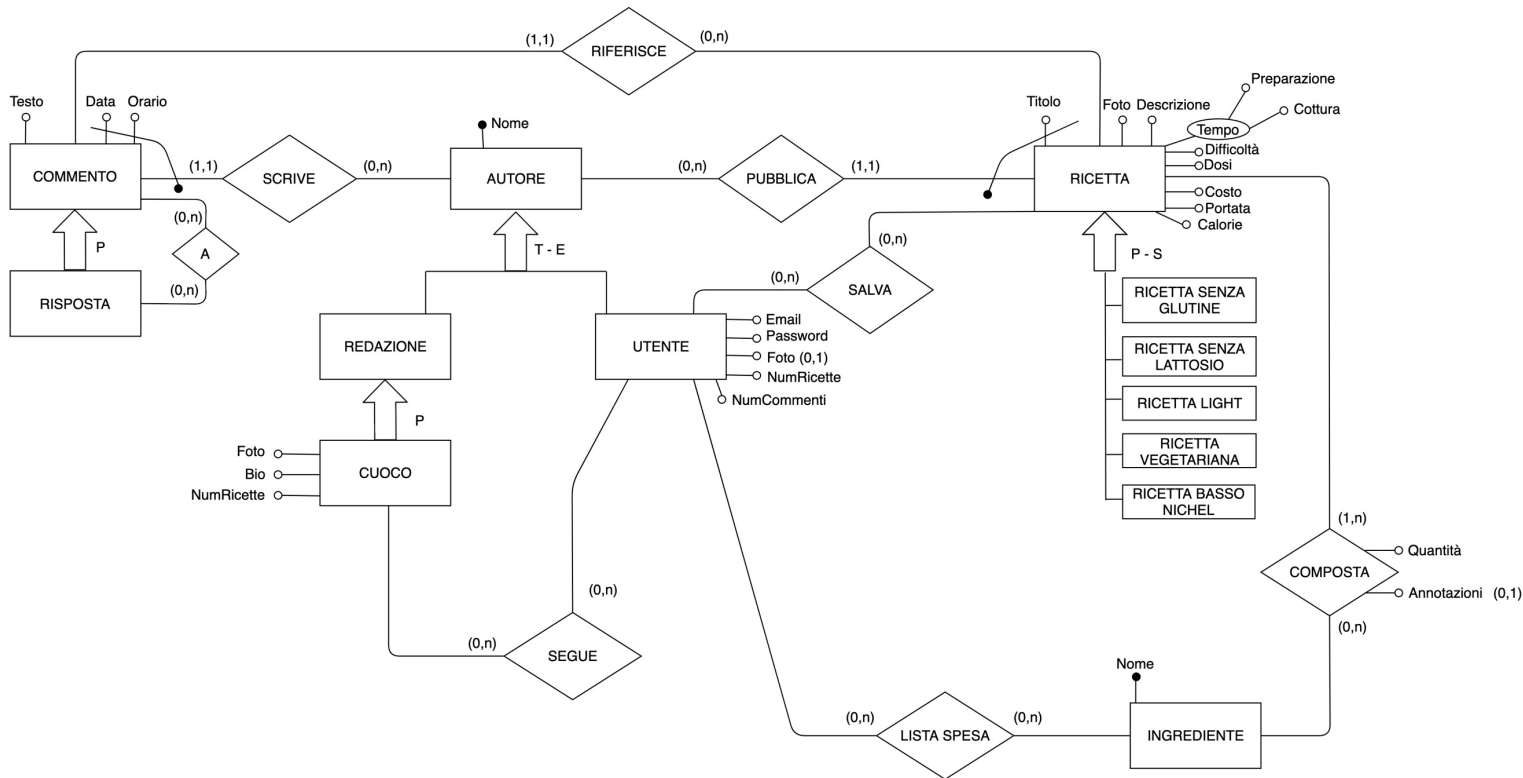 (1,1)
RIFERISCE
(0,n)
Testo
Data
Orario
Nome
Titolo
Foto
Descrizione
Preparazione
Cottura
Tempo
Difficoltà
Dosi
Costo
Portata
Calorie
COMMENTO
(1,1)
SCRIVE
(0,n)
AUTORE
(0,n)
PUBBLICA
(1,1)
RICETTA
(0,n)
A
(0,n)
P
RISPOSTA
T - E
(0,n)
SALVA
(0,n)
P - S
REDAZIONE
UTENTE
Email
Password
Foto (0,1)
NumRicette
NumCommenti
RICETTA SENZA
GLUTINE
RICETTA SENZA
LATTOSIO
RICETTA LIGHT
RICETTA
VEGETARIANA
RICETTA BASSO
NICHEL
P
Foto
Bio
NumRicette
CUOCO
(0,n)
SEGUE
(0,n)
(1,n)
COMPOSTA
Quantità
Annotazioni (0,1)
(0,n)
(0,n)
LISTA SPESA
(0,n)
Nome
INGREDIENTE